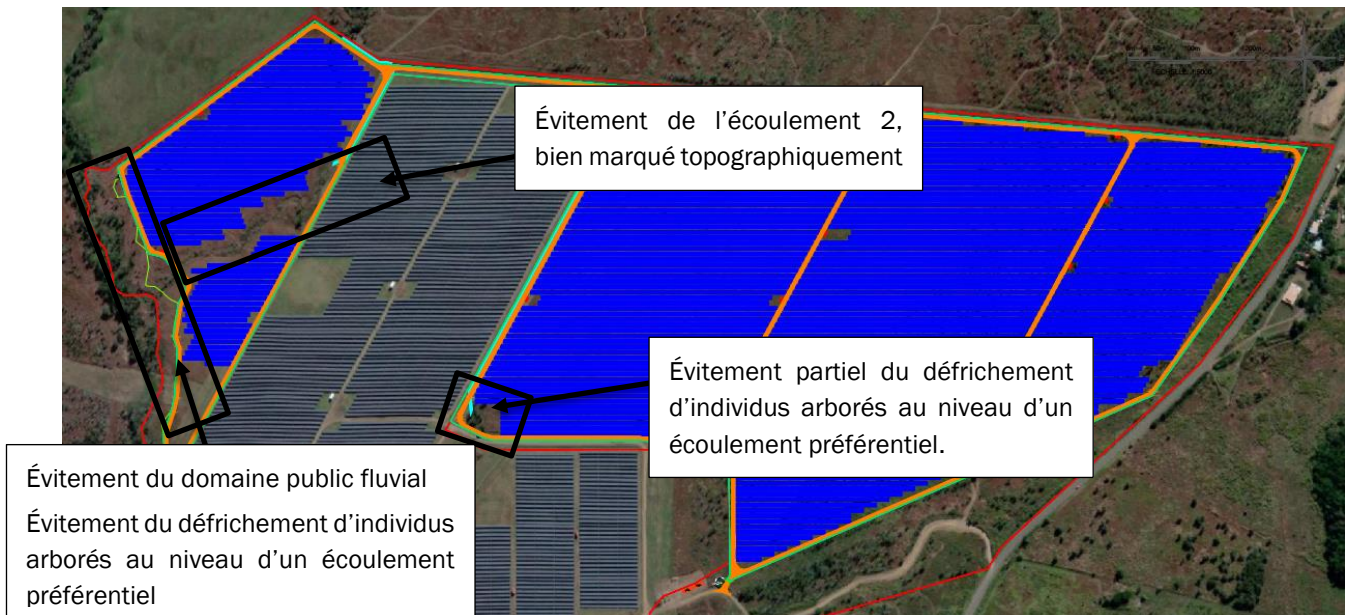 Évitement de l’écoulement 2,
bien marqué topographiquement
Évitement partiel du défrichement
d’individus arborés au niveau d’un
écoulement préférentiel.
Évitement du domaine public fluvial
Évitement du défrichement d’individus
arborés au niveau d’un écoulement
préférentiel